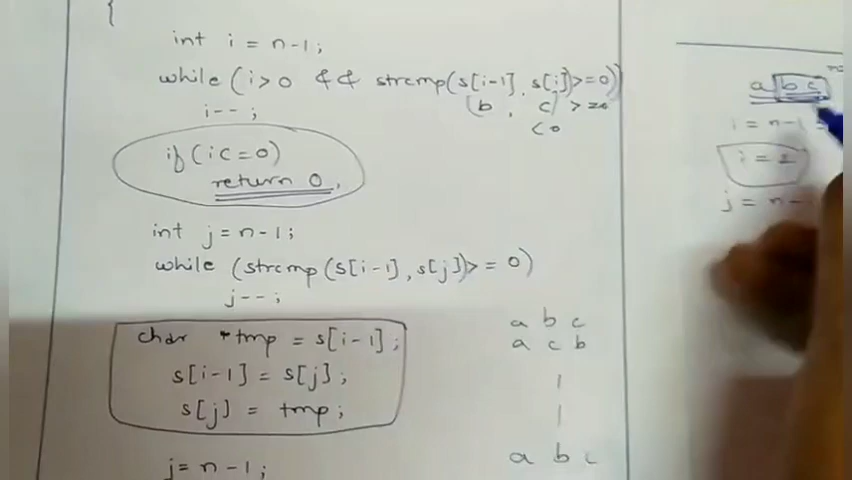 {
int i = n-1;
while (i>0 && strcmp(s[i-1], s[i])>=0))
(b, c) >= 0
i--;
< 0
if (i<=0)
return 0,
int j=n-1;
while (strcmp(s[i-1], s[j])>= 0)
j--;
char *tmp = s[i-1];
s[i-1] = s[j];
s[j] = tmp;
j= n-1;
a b c
a c b
|
|
a b c
a b c
i = n-1 =
i = 2
j = n-